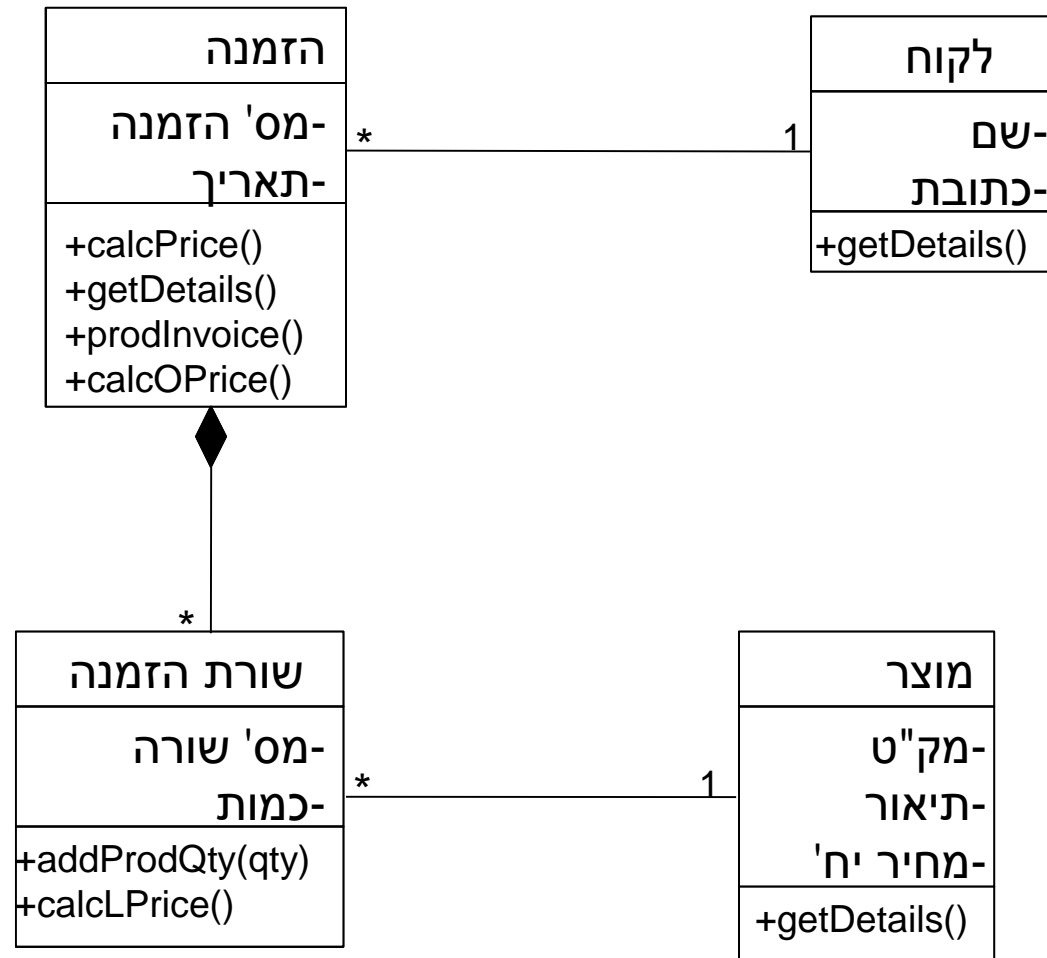 הזמנה
-מס' הזמנה
-תאריך
+calcPrice()
+getDetails()
+prodInvoice()
+calcOPrice()
*
1
לקוח
-שם
-כתובת
+getDetails()
*
שורת הזמנה
-מס' שורה
-כמות
+addProdQty(qty)
+calcLPrice()
*
1
מוצר
-מק"ט
-תיאור
-מחיר יח'
+getDetails()